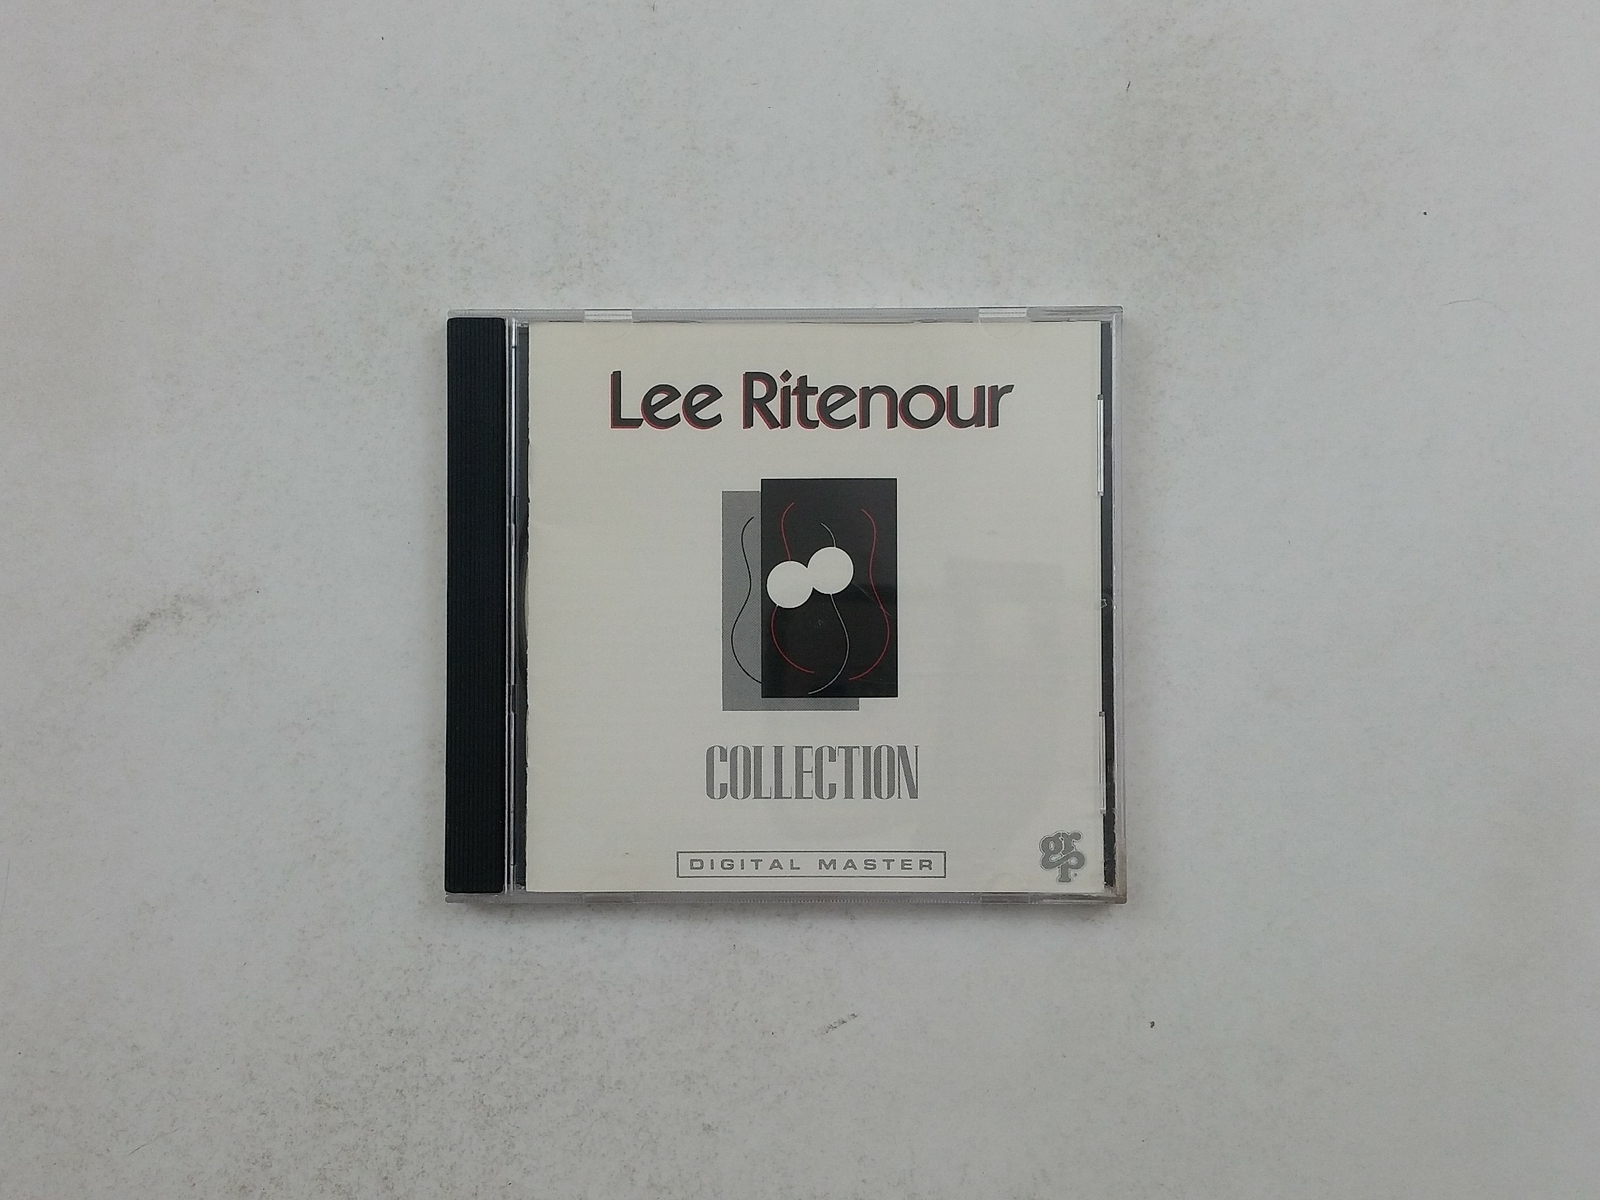 Lee Ritenour
COLLECTION
DIGITAL MASTER
grp